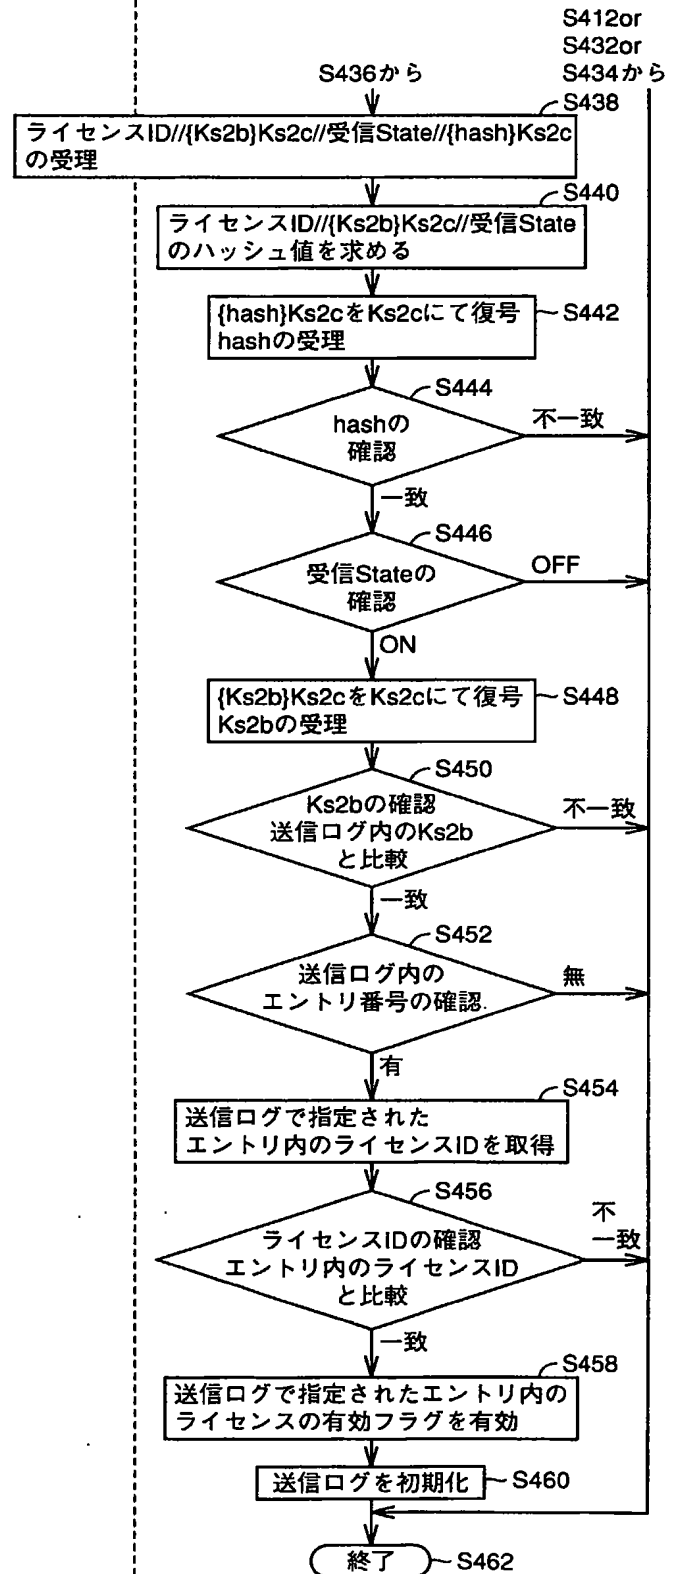 S412or
S432or
S434から
S436から
S438
ライセンスID//{Ks2b}Ks2c//受信State//{hash}Ks2c
の受理
S440
ライセンスID//{Ks2b}Ks2c//受信State
のハッシュ値を求める
{hash}Ks2cをKs2cにて復号
hashの受理
S442
S444
hashの
確認
不一致
一致
S446
受信Stateの
確認
OFF
ON
{Ks2b}Ks2cをKs2cにて復号
Ks2bの受理
S448
S450
Ks2bの確認
送信ログ内のKs2b
と比較
不一致
一致
S452
送信ログ内の
エントリ番号の確認.
無
有
S454
送信ログで指定された
エントリ内のライセンスIDを取得
S456
ライセンスIDの確認
エントリ内のライセンスID
と比較
不
一致
一致
S458
送信ログで指定されたエントリ内の
ライセンスの有効フラグを有効
送信ログを初期化
S460
終了
S462